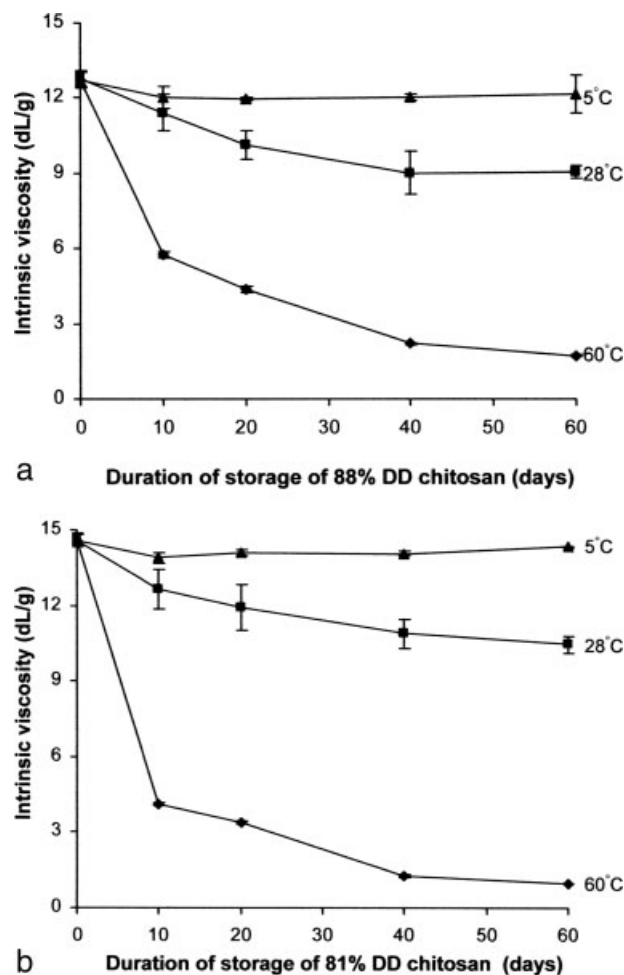 15
12
9
6
3
0
Intrinsic viscosity (dL/g)
5°C
28°C
60°C
0 10 20 30 40 50 60
a
Duration of storage of 88% DD chitosan (days)
15
12
9
6
3
0
Intrinsic viscosity (dL/g)
5°C
28°C
60°C
0 10 20 30 40 50 60
b
Duration of storage of 81% DD chitosan (days)